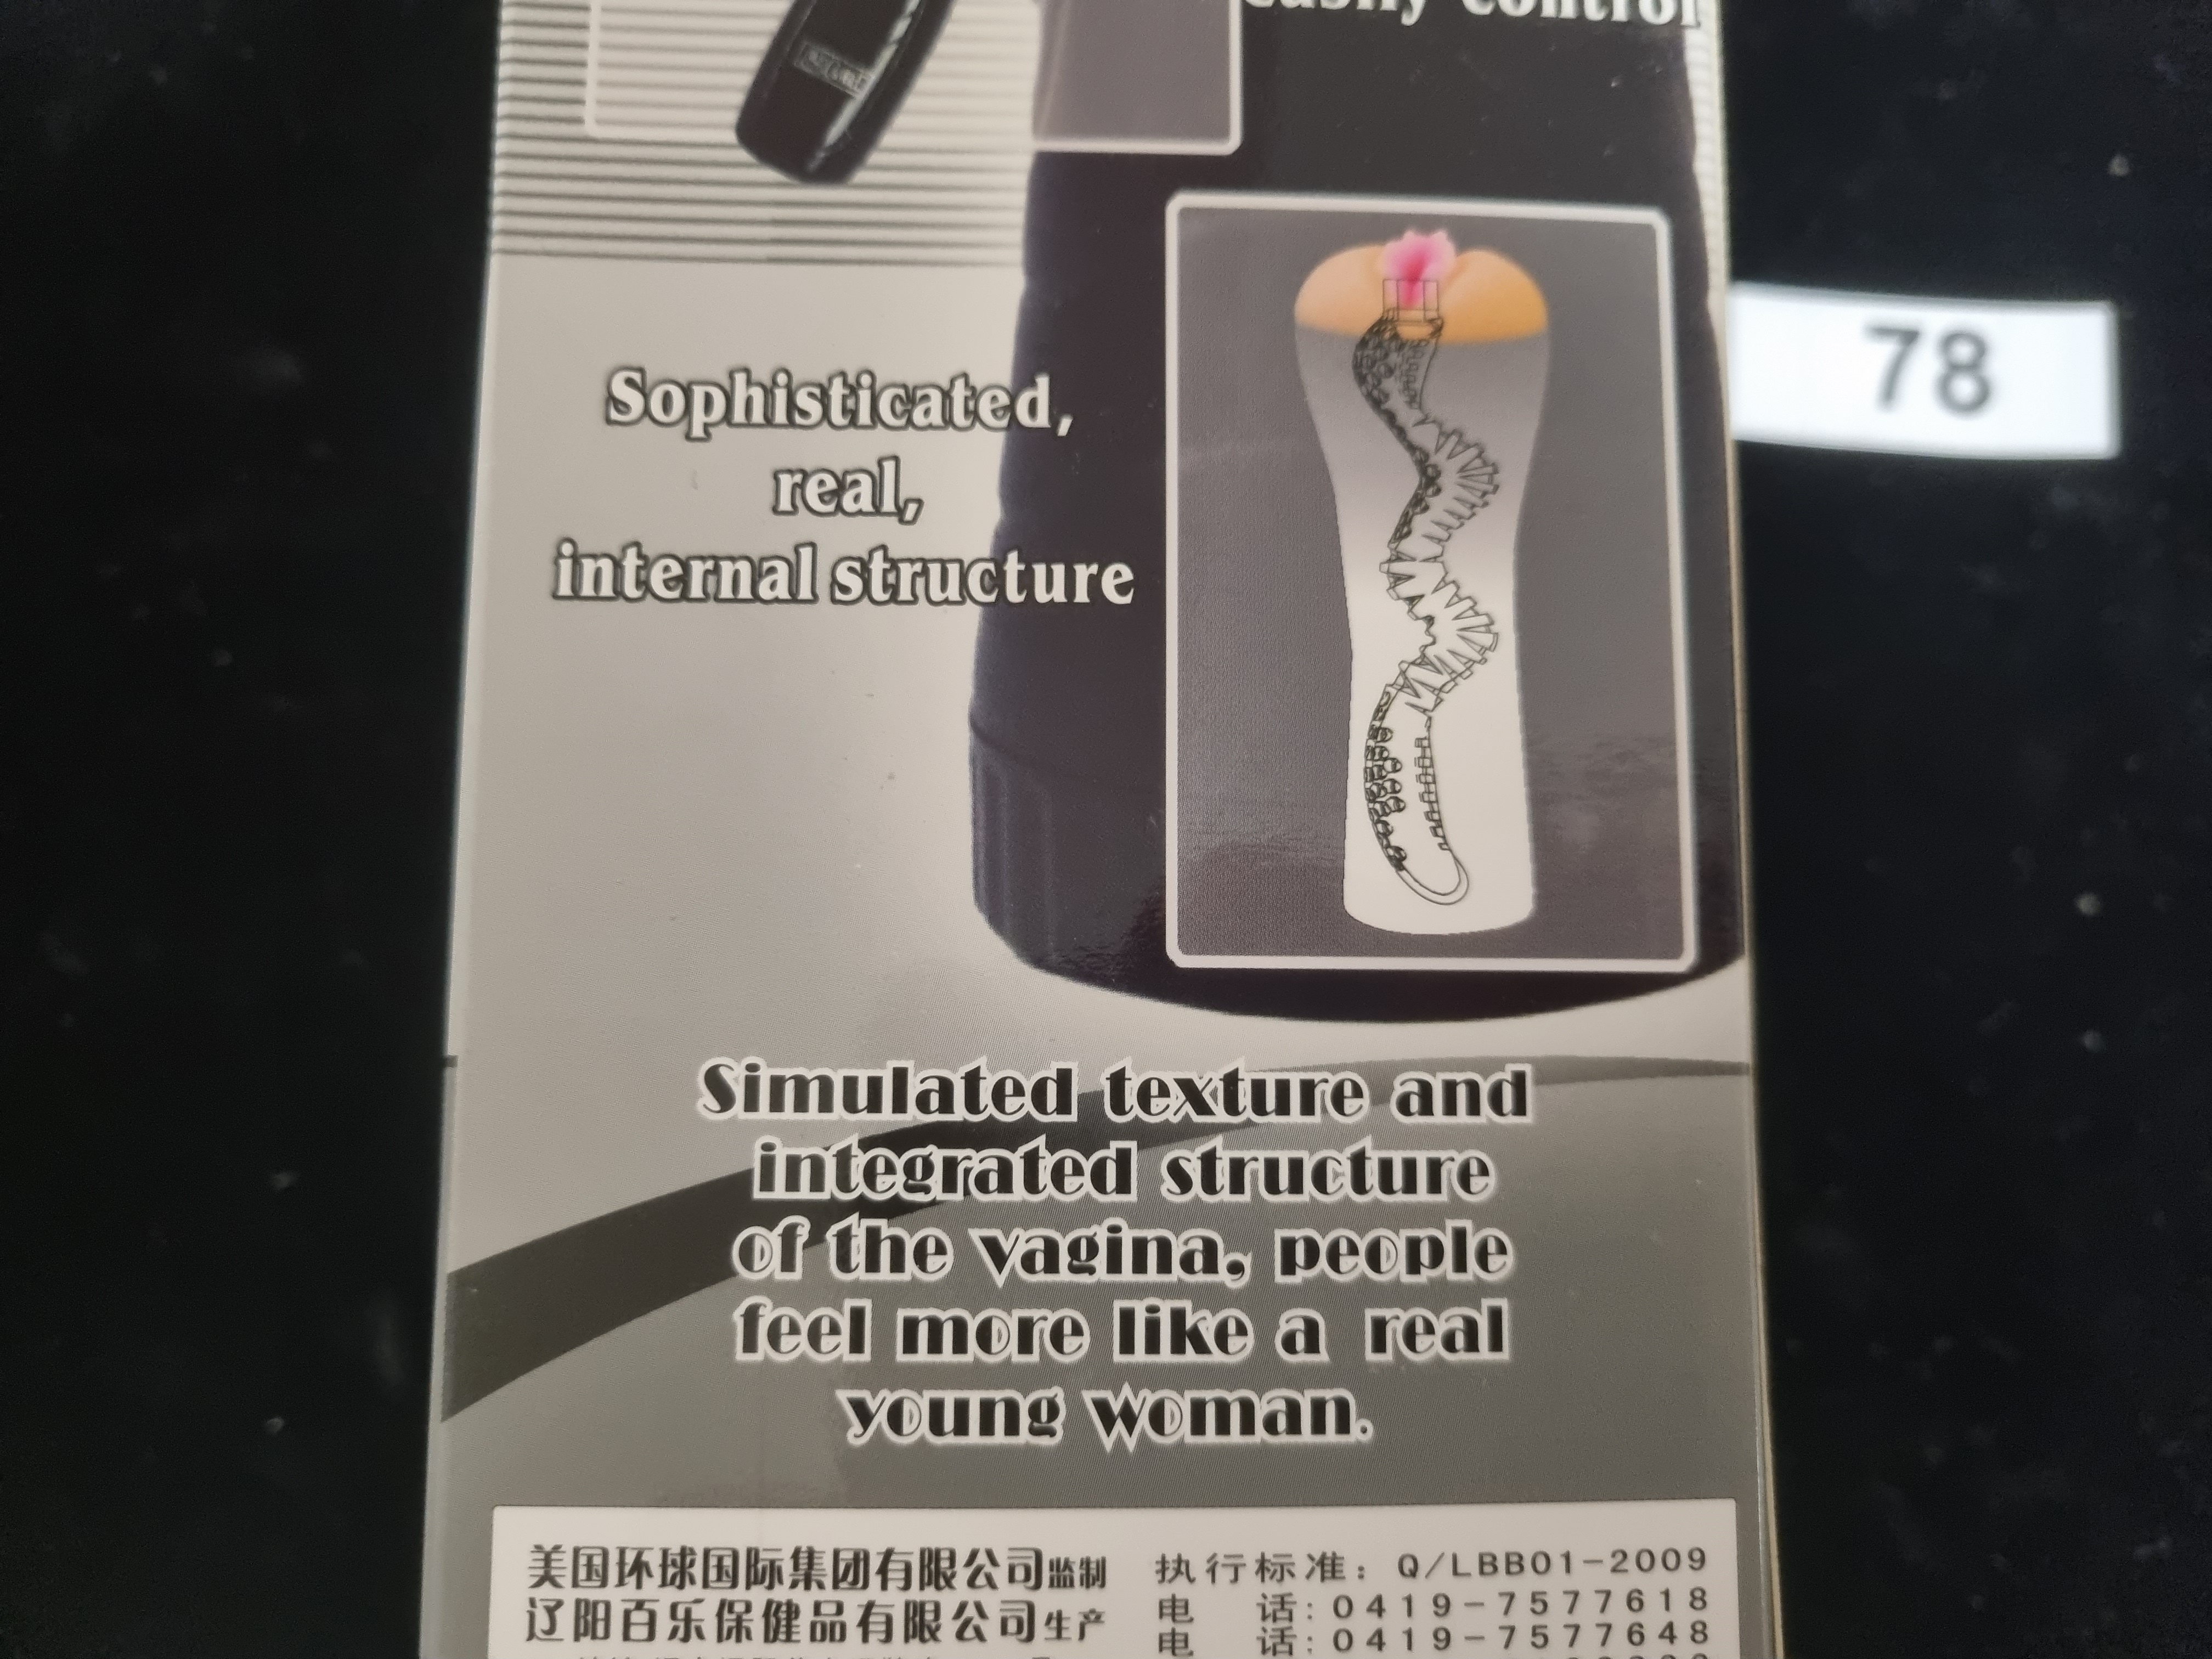 easily control
78
Sophisticated,
real,
internal structure
Simulated texture and
integrated structure
of the vagina, people
feel more like a real
young woman.
美国环球国际集团有限公司监制
辽阳百乐保健品有限公司生产
执行标准：Q/LBB01-2009
电 话：0419-7577618
电 话：0419-7577648